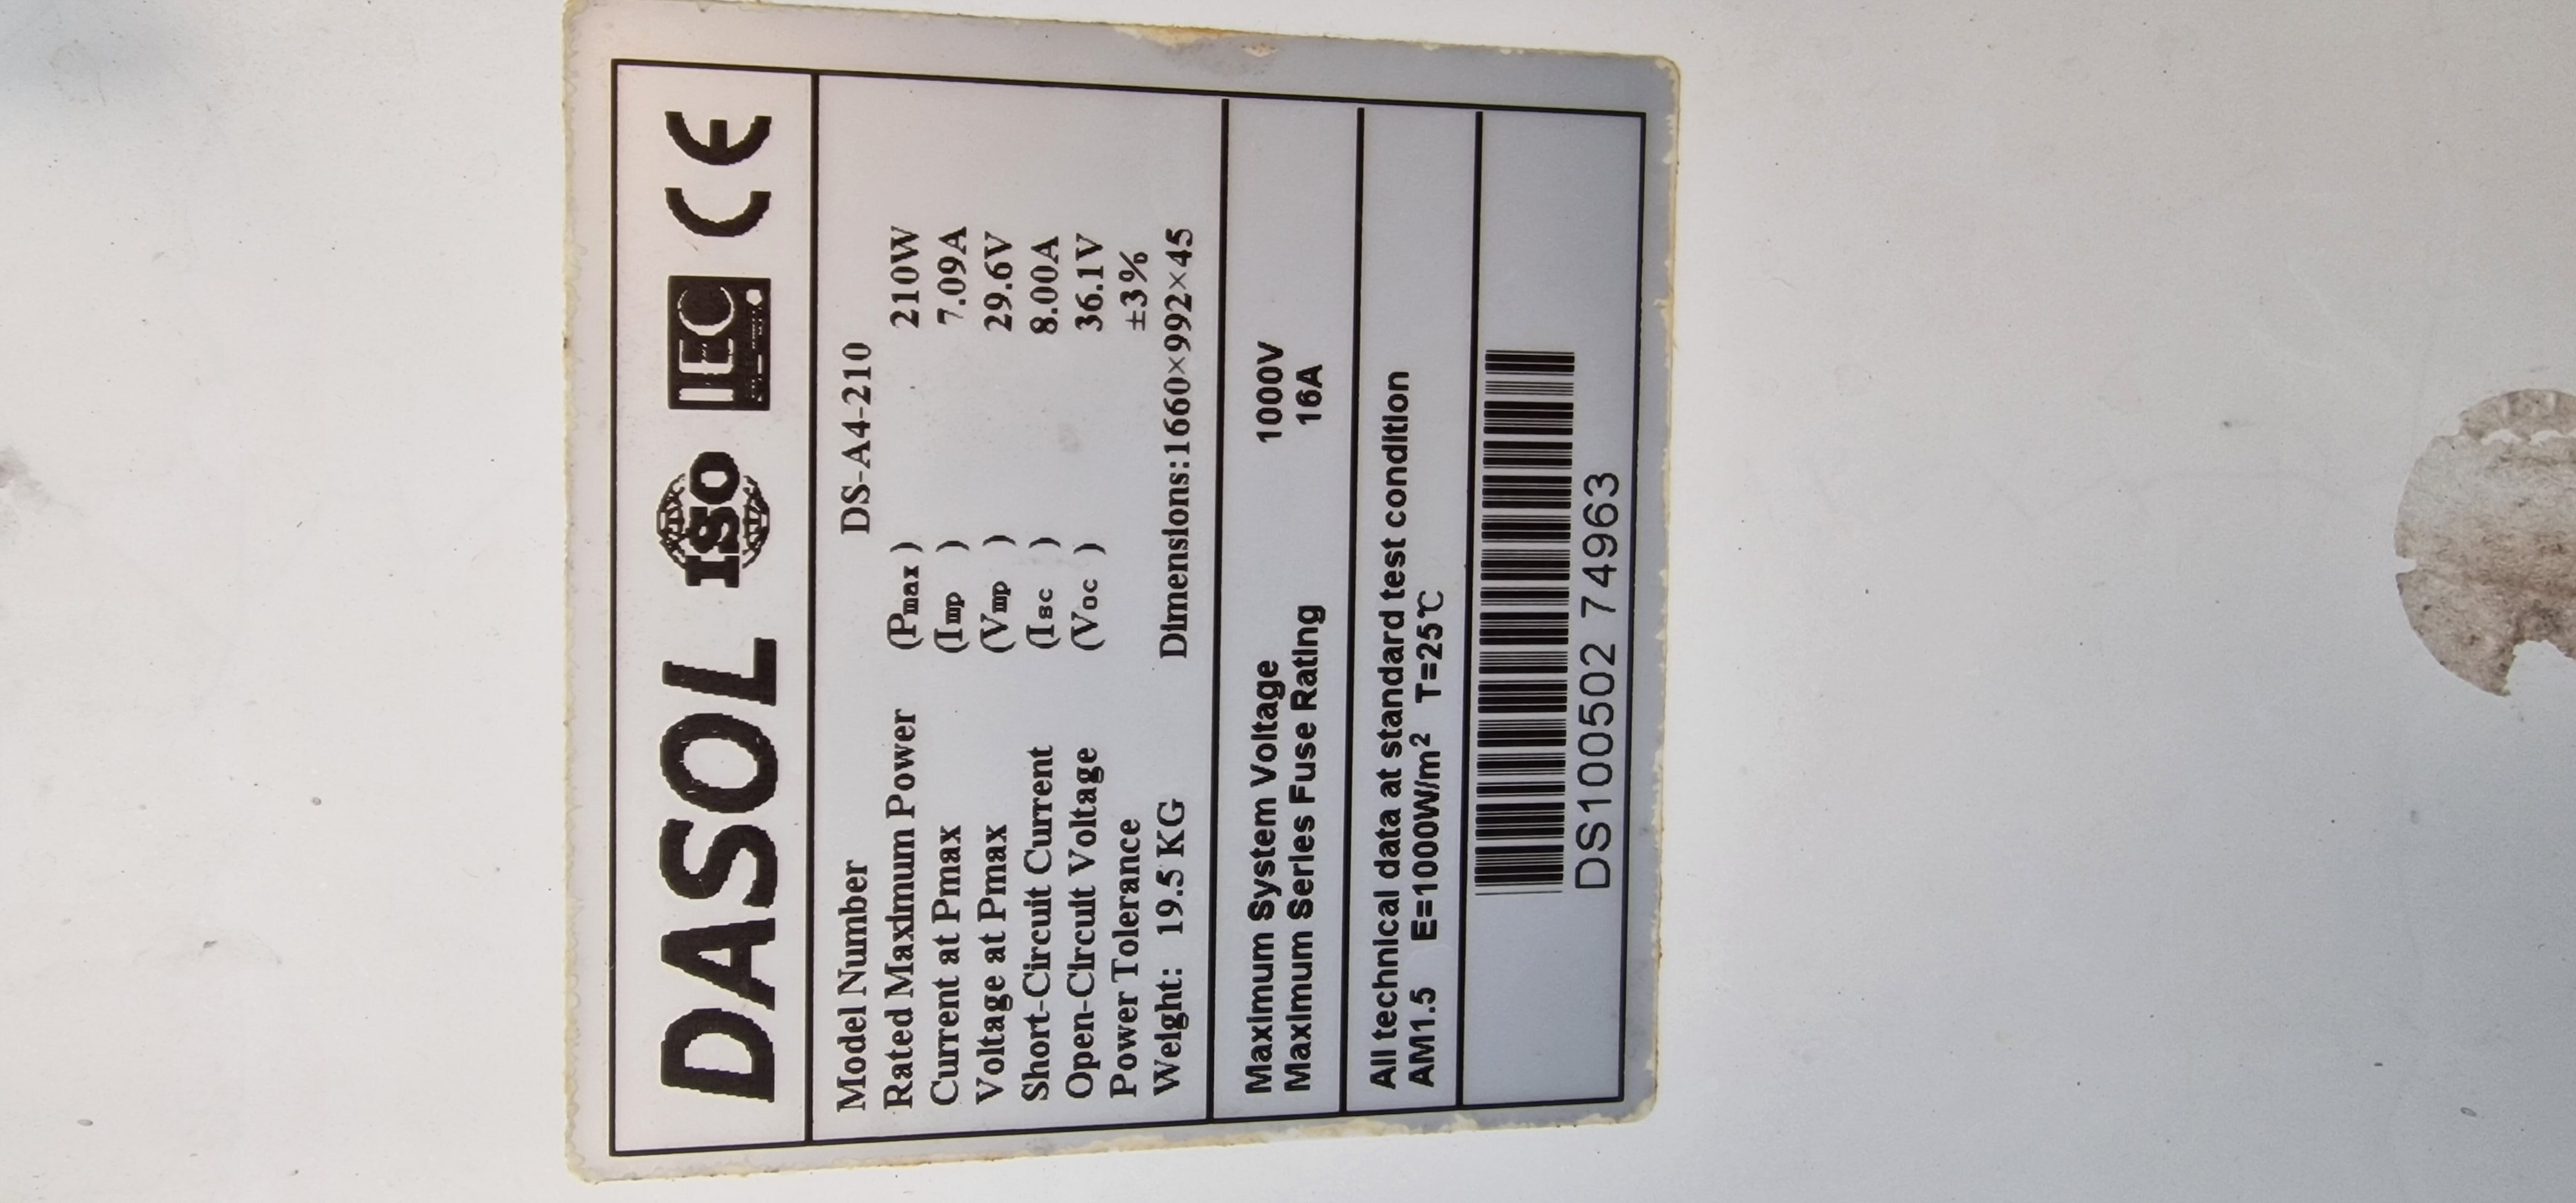 DASOL ISO IEC CE
Model Number DS-A4-210
Rated Maximum Power (Pmax) 210W
Current at Pmax (Imp) 7.09A
Voltage at Pmax (Vmp) 29.6V
Short-Circuit Current (Isc) 8.00A
Open-Circuit Voltage (Voc) 36.1V
Power Tolerance ±3%
Weight: 19.5KG Dimensions:1660×992×45
Maximum System Voltage 1000V
Maximum Series Fuse Rating 16A
All technical data at standard test condition
AM1.5 E=1000W/m² T=25℃
DS100502 74963